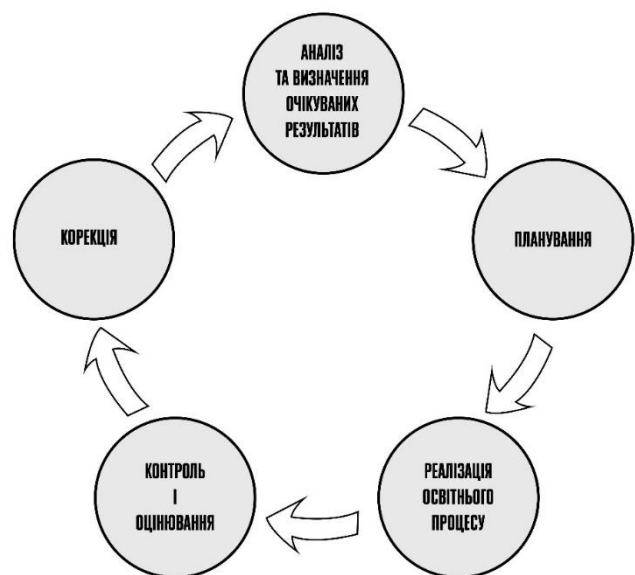 АНАЛІЗ
ТА ВИЗНАЧЕННЯ
ОЧІКУВАНИХ
РЕЗУЛЬТАТІВ
ПЛАНУВАННЯ
РЕАЛІЗАЦІЯ
ОСВІТНЬОГО
ПРОЦЕСУ
КОНТРОЛЬ
І
ОЦІНЮВАННЯ
КОРЕКЦІЯ